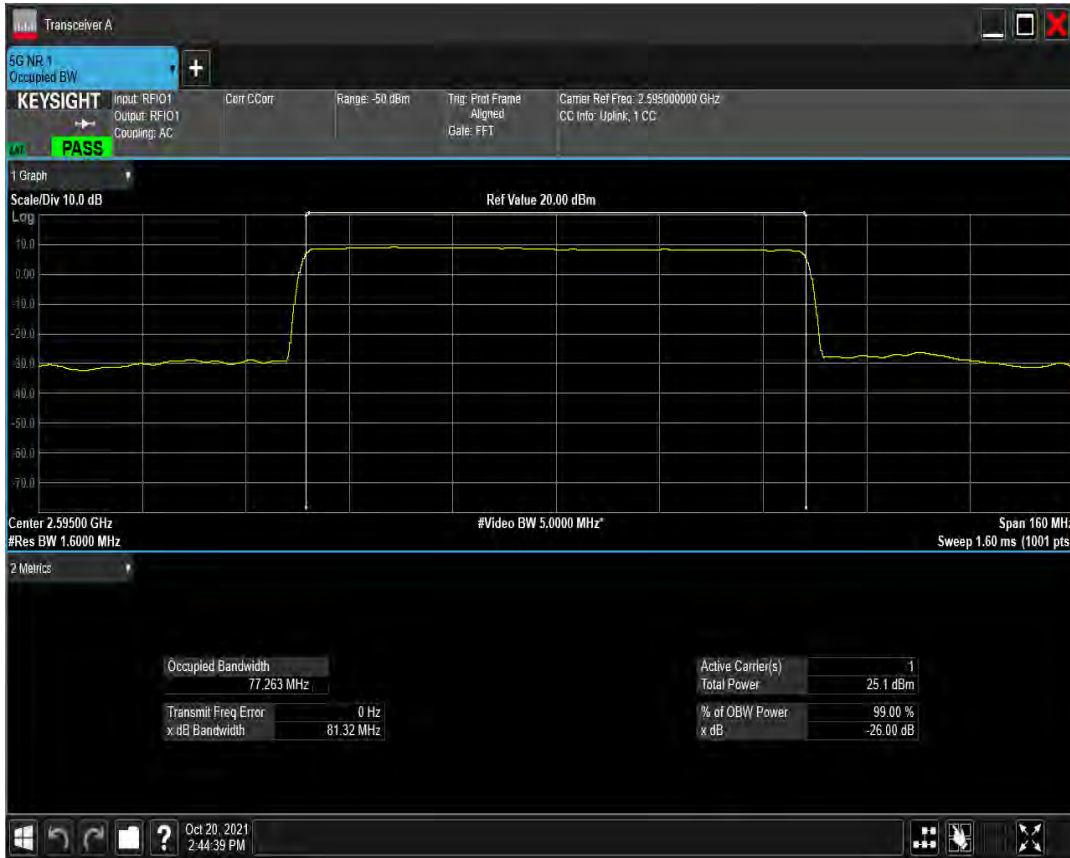 Transceiver A
5G NR 1
Occupied BW
+
KEYSIGHT
Input: RFIO1
Output: RFIO1
Coupling: AC
Corr CCorr
Range: -50 dBm
Trig: Prot Frame
Aligned
Gate: FFT
Carrier Ref Freq: 2.595000000 GHz
CC Info: Uplink, 1 CC
PASS
1 Graph
Scale/Div 10.0 dB
Ref Value 20.00 dBm
Log
10.0
0.00
-10.0
-20.0
-30.0
-40.0
-50.0
-60.0
-70.0
Center 2.59500 GHz
#Video BW 5.0000 MHz*
Span 160 MHz
#Res BW 1.6000 MHz
Sweep 1.60 ms (1001 pts
2 Metrics
Occupied Bandwidth
77.263 MHz
Transmit Freq Error 0 Hz
x dB Bandwidth 81.32 MHz
Active Carrier(s) 1
Total Power 25.1 dBm
% of OBW Power 99.00 %
x dB -26.00 dB
?
Oct 20, 2021
2:44:39 PM